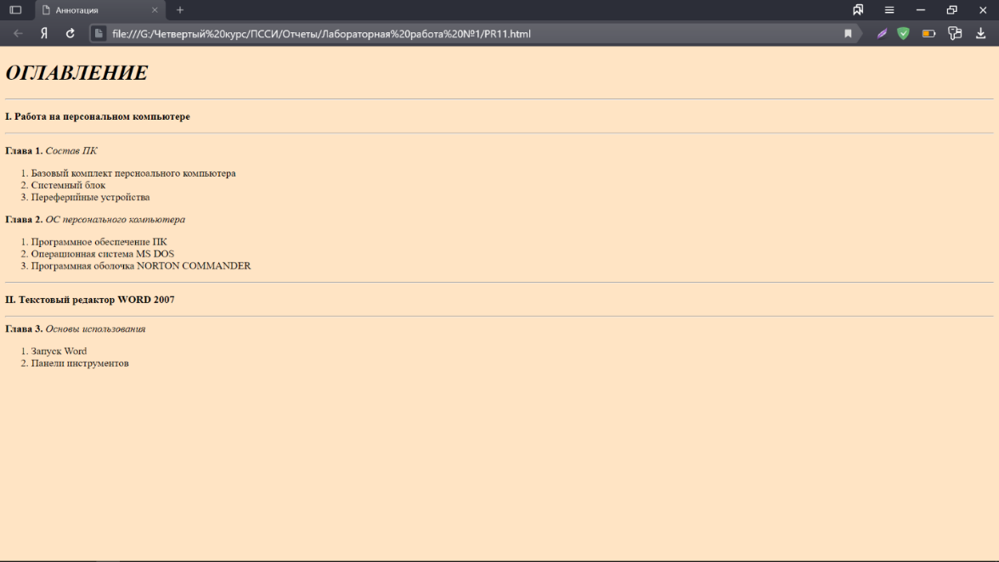 Аннотация
Я
file:///G:/Четвертый%20курс/ПССИ/Отчеты/Лабораторная%20работа%20№1/PR11.html
ОГЛАВЛЕНИЕ
I. Работа на персональном компьютере
Глава 1. Состав ПК
1. Базовый комплект персноального компьютера
2. Системный блок
3. Переферийные устройства
Глава 2. ОС персонального компьютера
1. Программное обеспечение ПК
2. Операционная система MS DOS
3. Программная оболочка NORTON COMMANDER
II. Текстовый редактор WORD 2007
Глава 3. Основы использования
1. Запуск Word
2. Панели инструментов